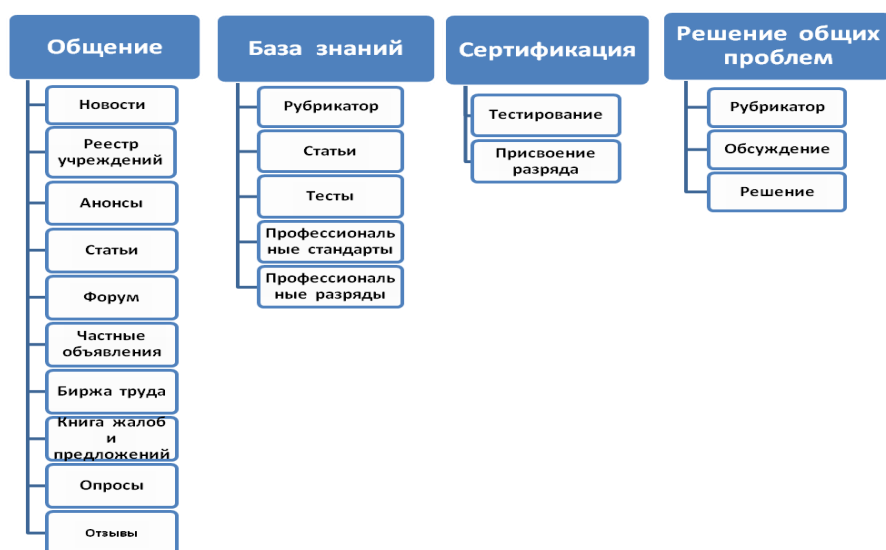 Общение
Новости
Реестр
учреждений
Анонсы
Статьи
Форум
Частные
объявления
Биржа труда
Книга жалоб
и
предложений
Опросы
Отзывы
База знаний
Рубрикатор
Статьи
Тесты
Профессиональ
ные стандарты
Профессиональ
ные разряды
Сертификация
Тестирование
Присвоение
разряда
Решение общих
проблем
Рубрикатор
Обсуждение
Решение